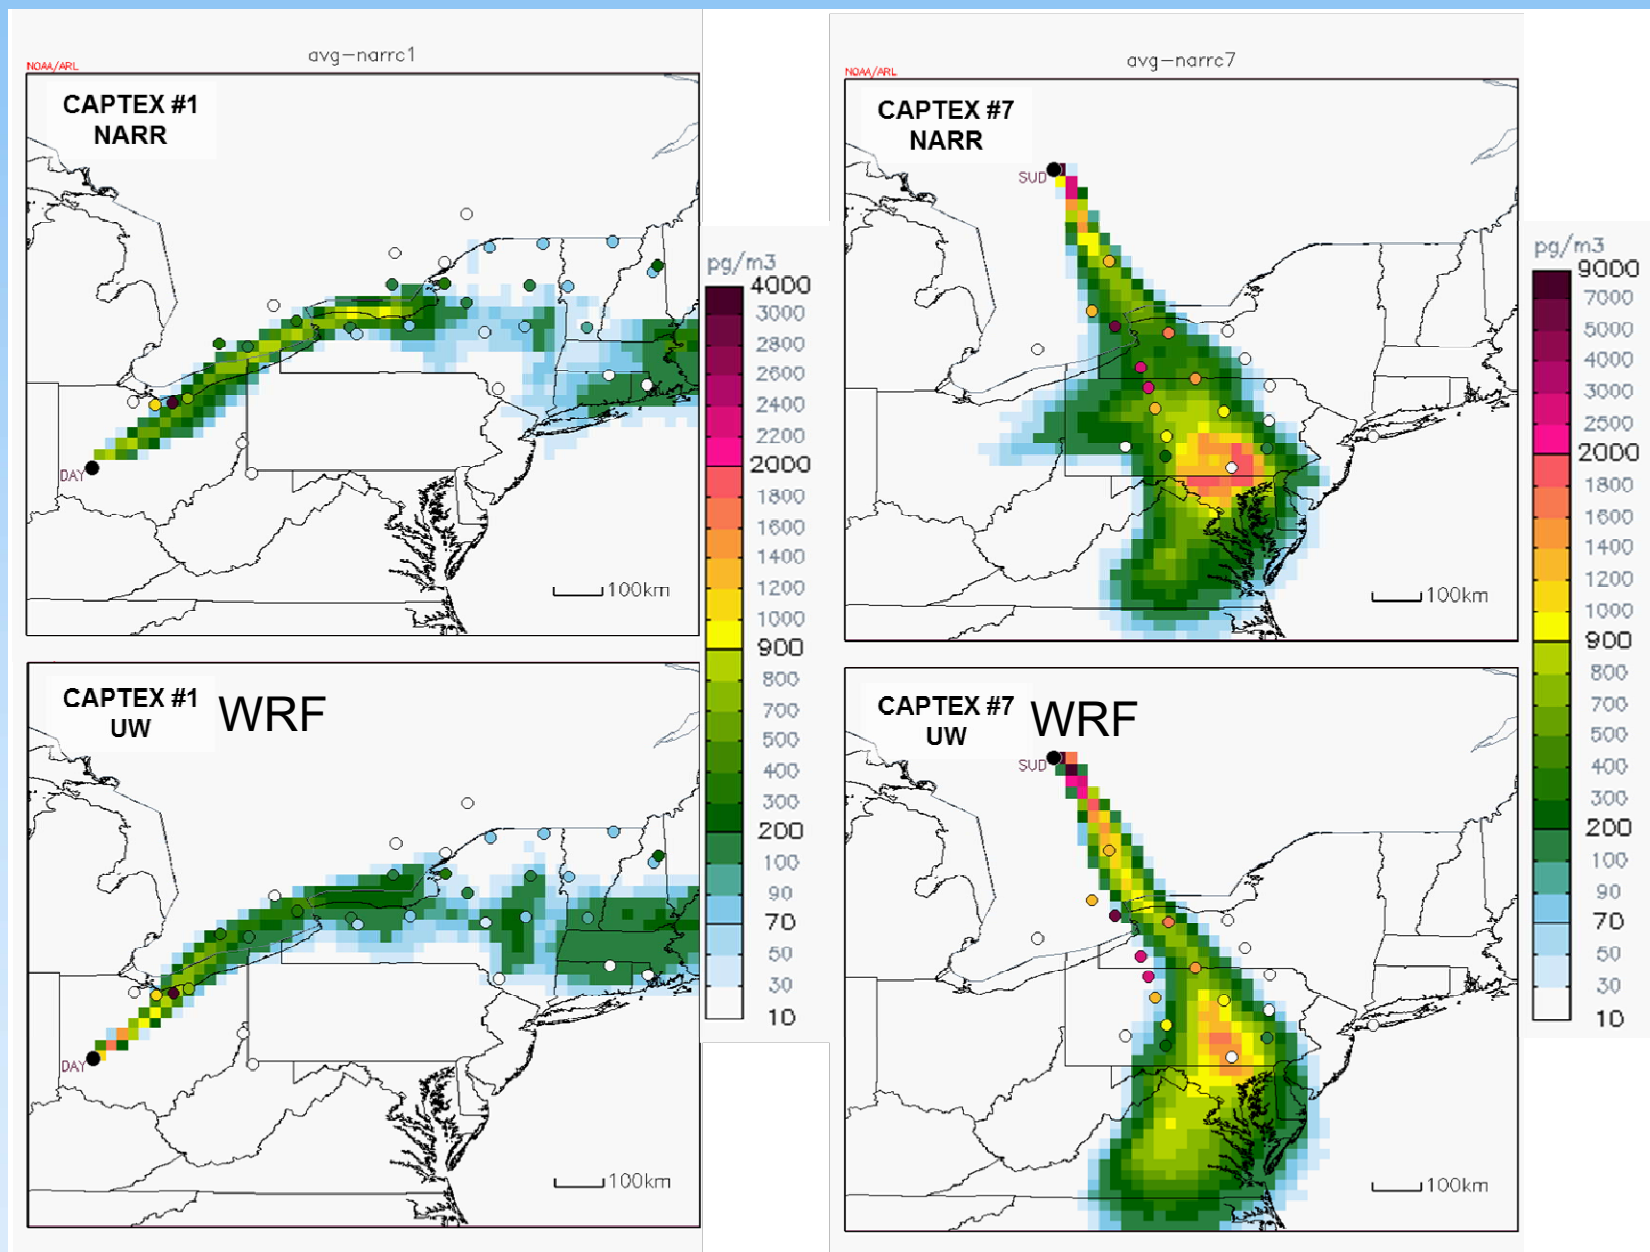 avg-narrc1
NOAA/ARL
CAPTEX #1
NARR
DAY
100km
pg/m3
4000
3000
2800
2600
2400
2200
2000
1800
1600
1400
1200
1000
900
800
700
500
400
300
200
100
90
70
50
30
10
avg-narrc7
NOAA/ARL
CAPTEX #7
NARR
SUD
100km
pg/m3
9000
7000
5000
4000
3000
2500
2000
1800
1600
1400
1200
1000
900
800
700
500
400
300
200
100
90
70
50
30
10
CAPTEX #1
UW
WRF
DAY
100km
CAPTEX #7
UW
WRF
SUD
100km